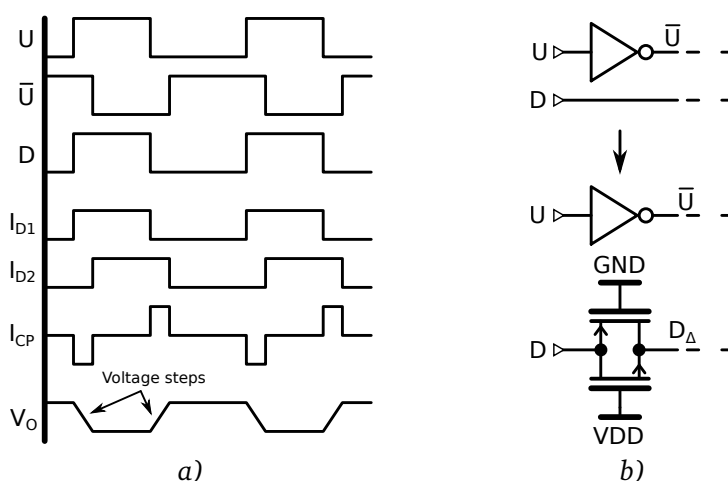 U
U̅
D
I_D1
I_D2
I_CP
Voltage steps
V_O
a)
U
U̅
D
U
U̅
GND
D
D_Δ
VDD
b)